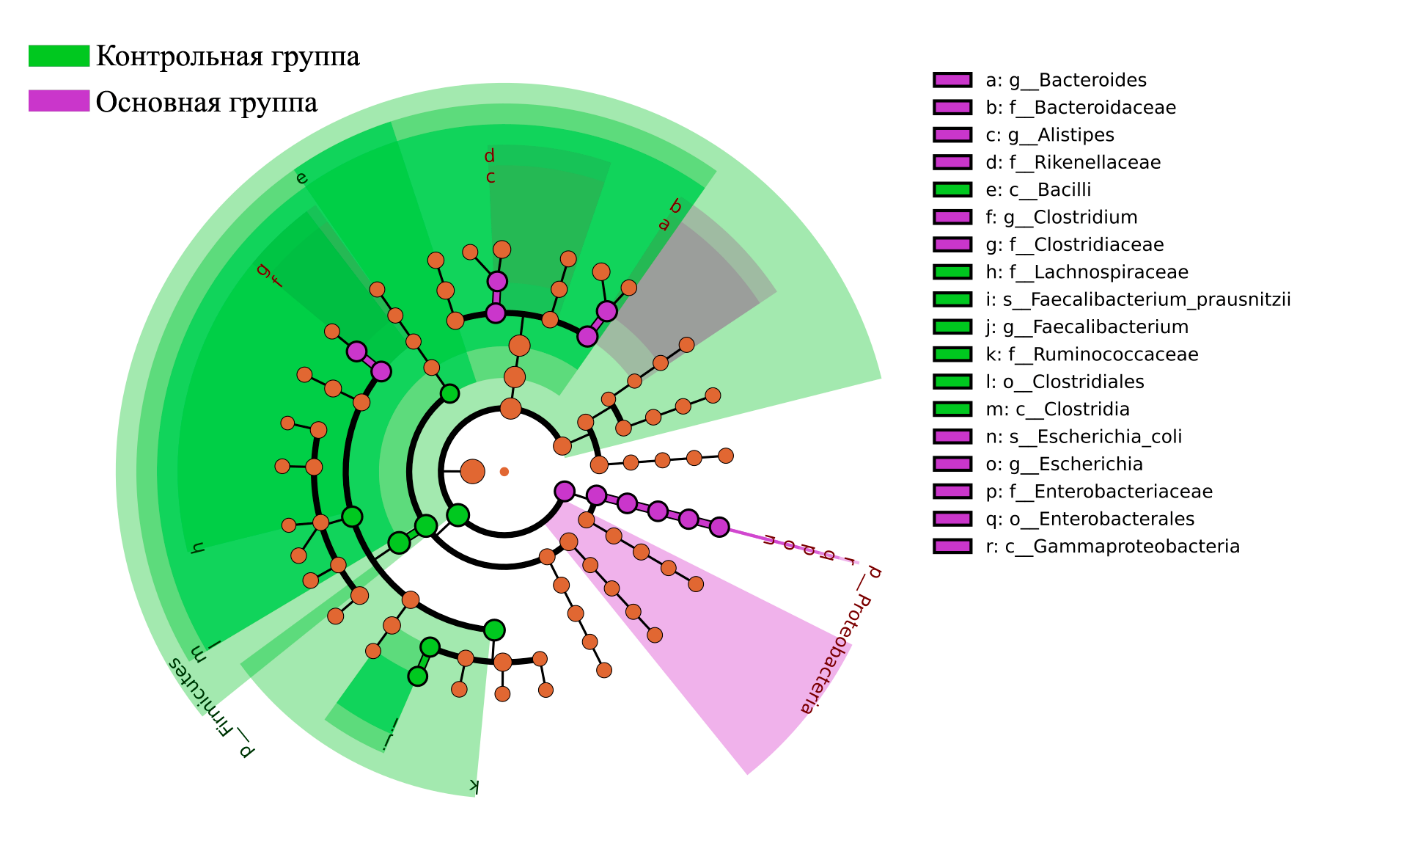 Контрольная группа
Основная группа
a: g__Bacteroides
b: f__Bacteroidaceae
c: g__Alistipes
d: f__Rikenellaceae
e: c__Bacilli
f: g__Clostridium
g: f__Clostridiaceae
h: f__Lachnospiraceae
i: s__Faecalibacterium_prausnitzii
j: g__Faecalibacterium
k: f__Ruminococcaceae
l: o__Clostridiales
m: c__Clostridia
n: s__Escherichia_coli
o: g__Escherichia
p: f__Enterobacteriaceae
q: o__Enterobacterales
r: c__Gammaproteobacteria
d
c
b
a
e
g
f
h
l
m
p__Firmicutes
i
j
k
n
o
p
q
r
p__Proteobacteria